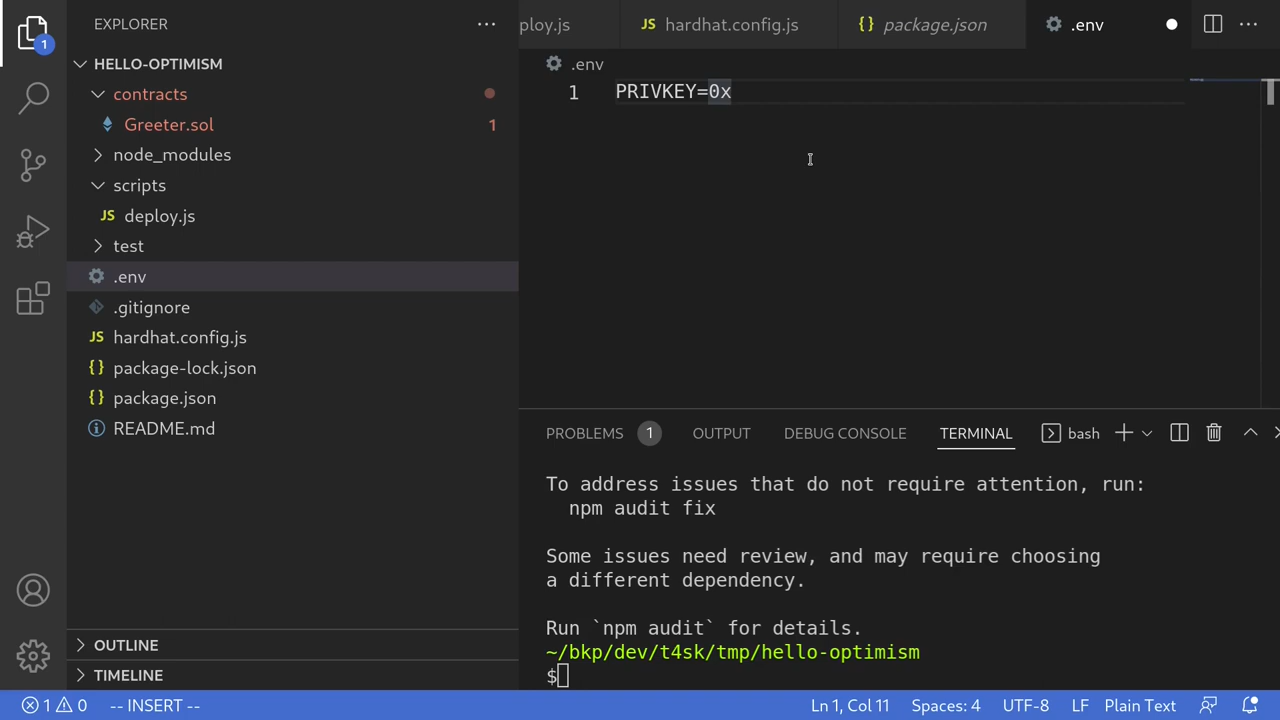 EXPLORER
1
HELLO-OPTIMISM
contracts
Greeter.sol
1
node_modules
scripts
JS deploy.js
test
.env
.gitignore
JS hardhat.config.js
{ } package-lock.json
{ } package.json
README.md
OUTLINE
TIMELINE
ploy.js
JS hardhat.config.js
{ } package.json
.env
.env
1 PRIVKEY=0x
PROBLEMS 1 OUTPUT DEBUG CONSOLE TERMINAL bash
To address issues that do not require attention, run:
npm audit fix
Some issues need review, and may require choosing
a different dependency.
Run `npm audit` for details.
~/bkp/dev/t4sk/tmp/hello-optimism
$
1 0 -- INSERT -- Ln 1, Col 11 Spaces: 4 UTF-8 LF Plain Text